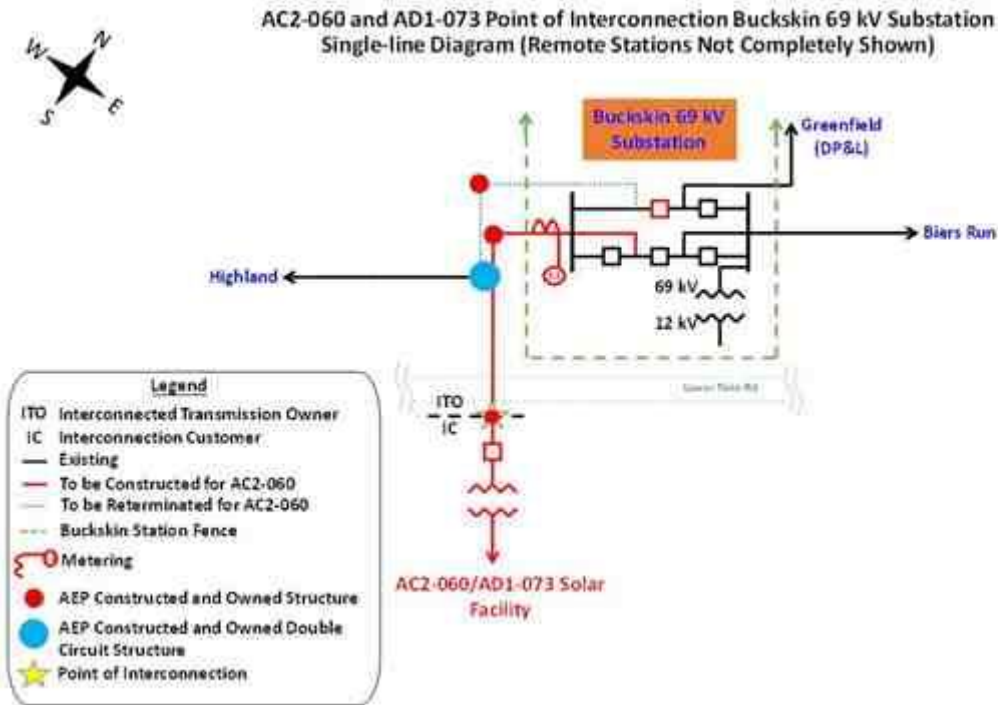 AC2-060 and AD1-073 Point of Interconnection Buckskin 69 kV Substation
Single-line Diagram (Remote Stations Not Completely Shown)
W
N
S
E
Buckskin 69 kV
Substation
Greenfield
(DP&L)
Biers Run
Highland
69 kV
12 kV
ITO
IC
AC2-060/AD1-073 Solar
Facility
Legend
ITO Interconnected Transmission Owner
IC Interconnection Customer
Existing
To be Constructed for AC2-060
To be Reterminated for AC2-060
Buckskin Station Fence
Metering
AEP Constructed and Owned Structure
AEP Constructed and Owned Double
Circuit Structure
Point of Interconnection